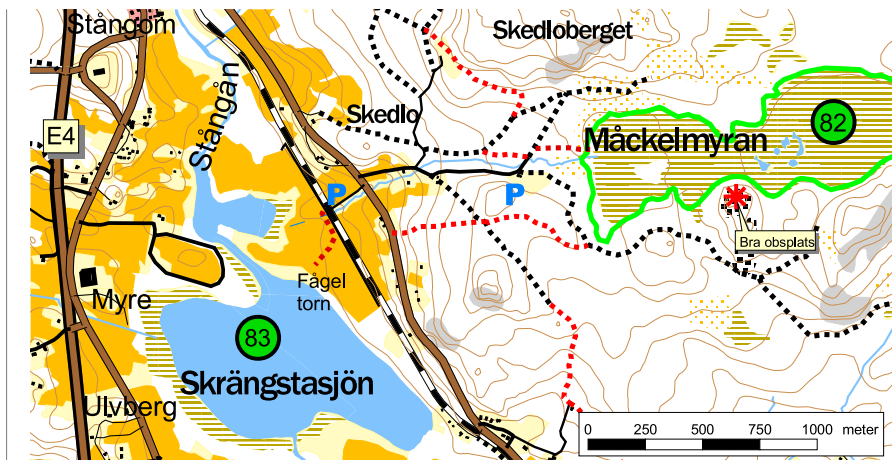 Stångom
Skedloberget
Stångån
Skedlo
E4
Måckelmyran
82
P
P
Bra obsplats
Fågel
torn
Myre
83
Skrängstasjön
Ulvberg
0 250 500 750 1000 meter